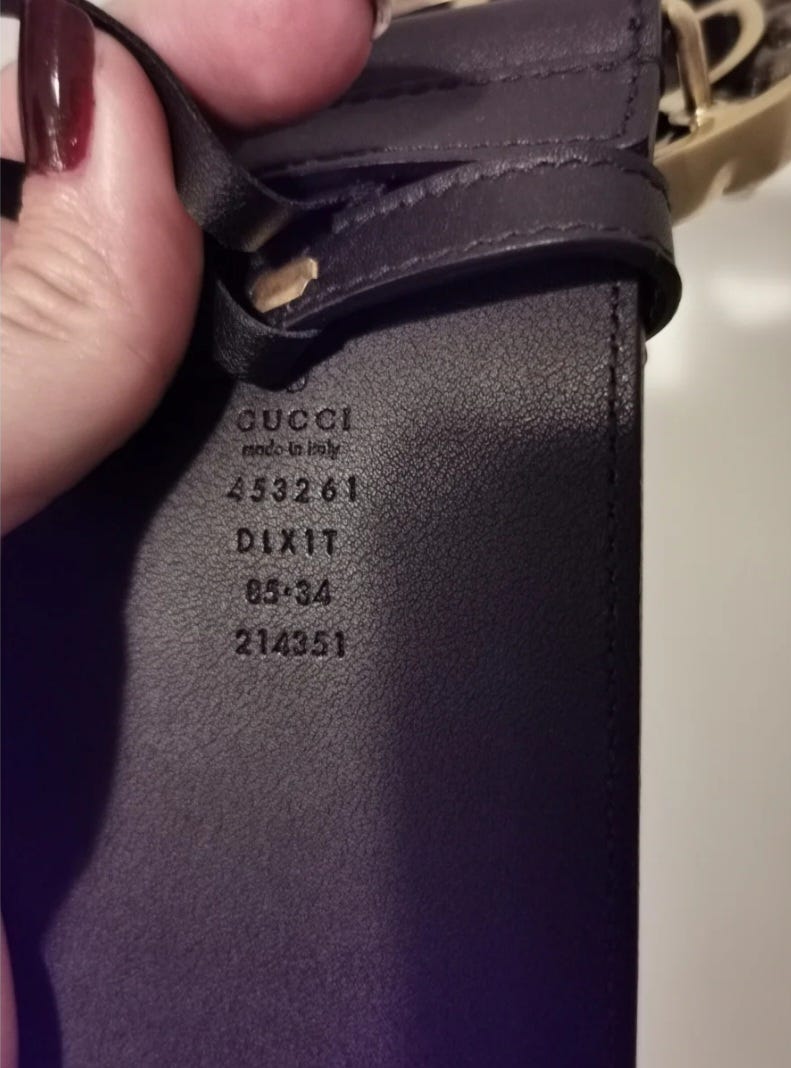 GUCCI
made in italy
453261
DLX1T
85·34
214351